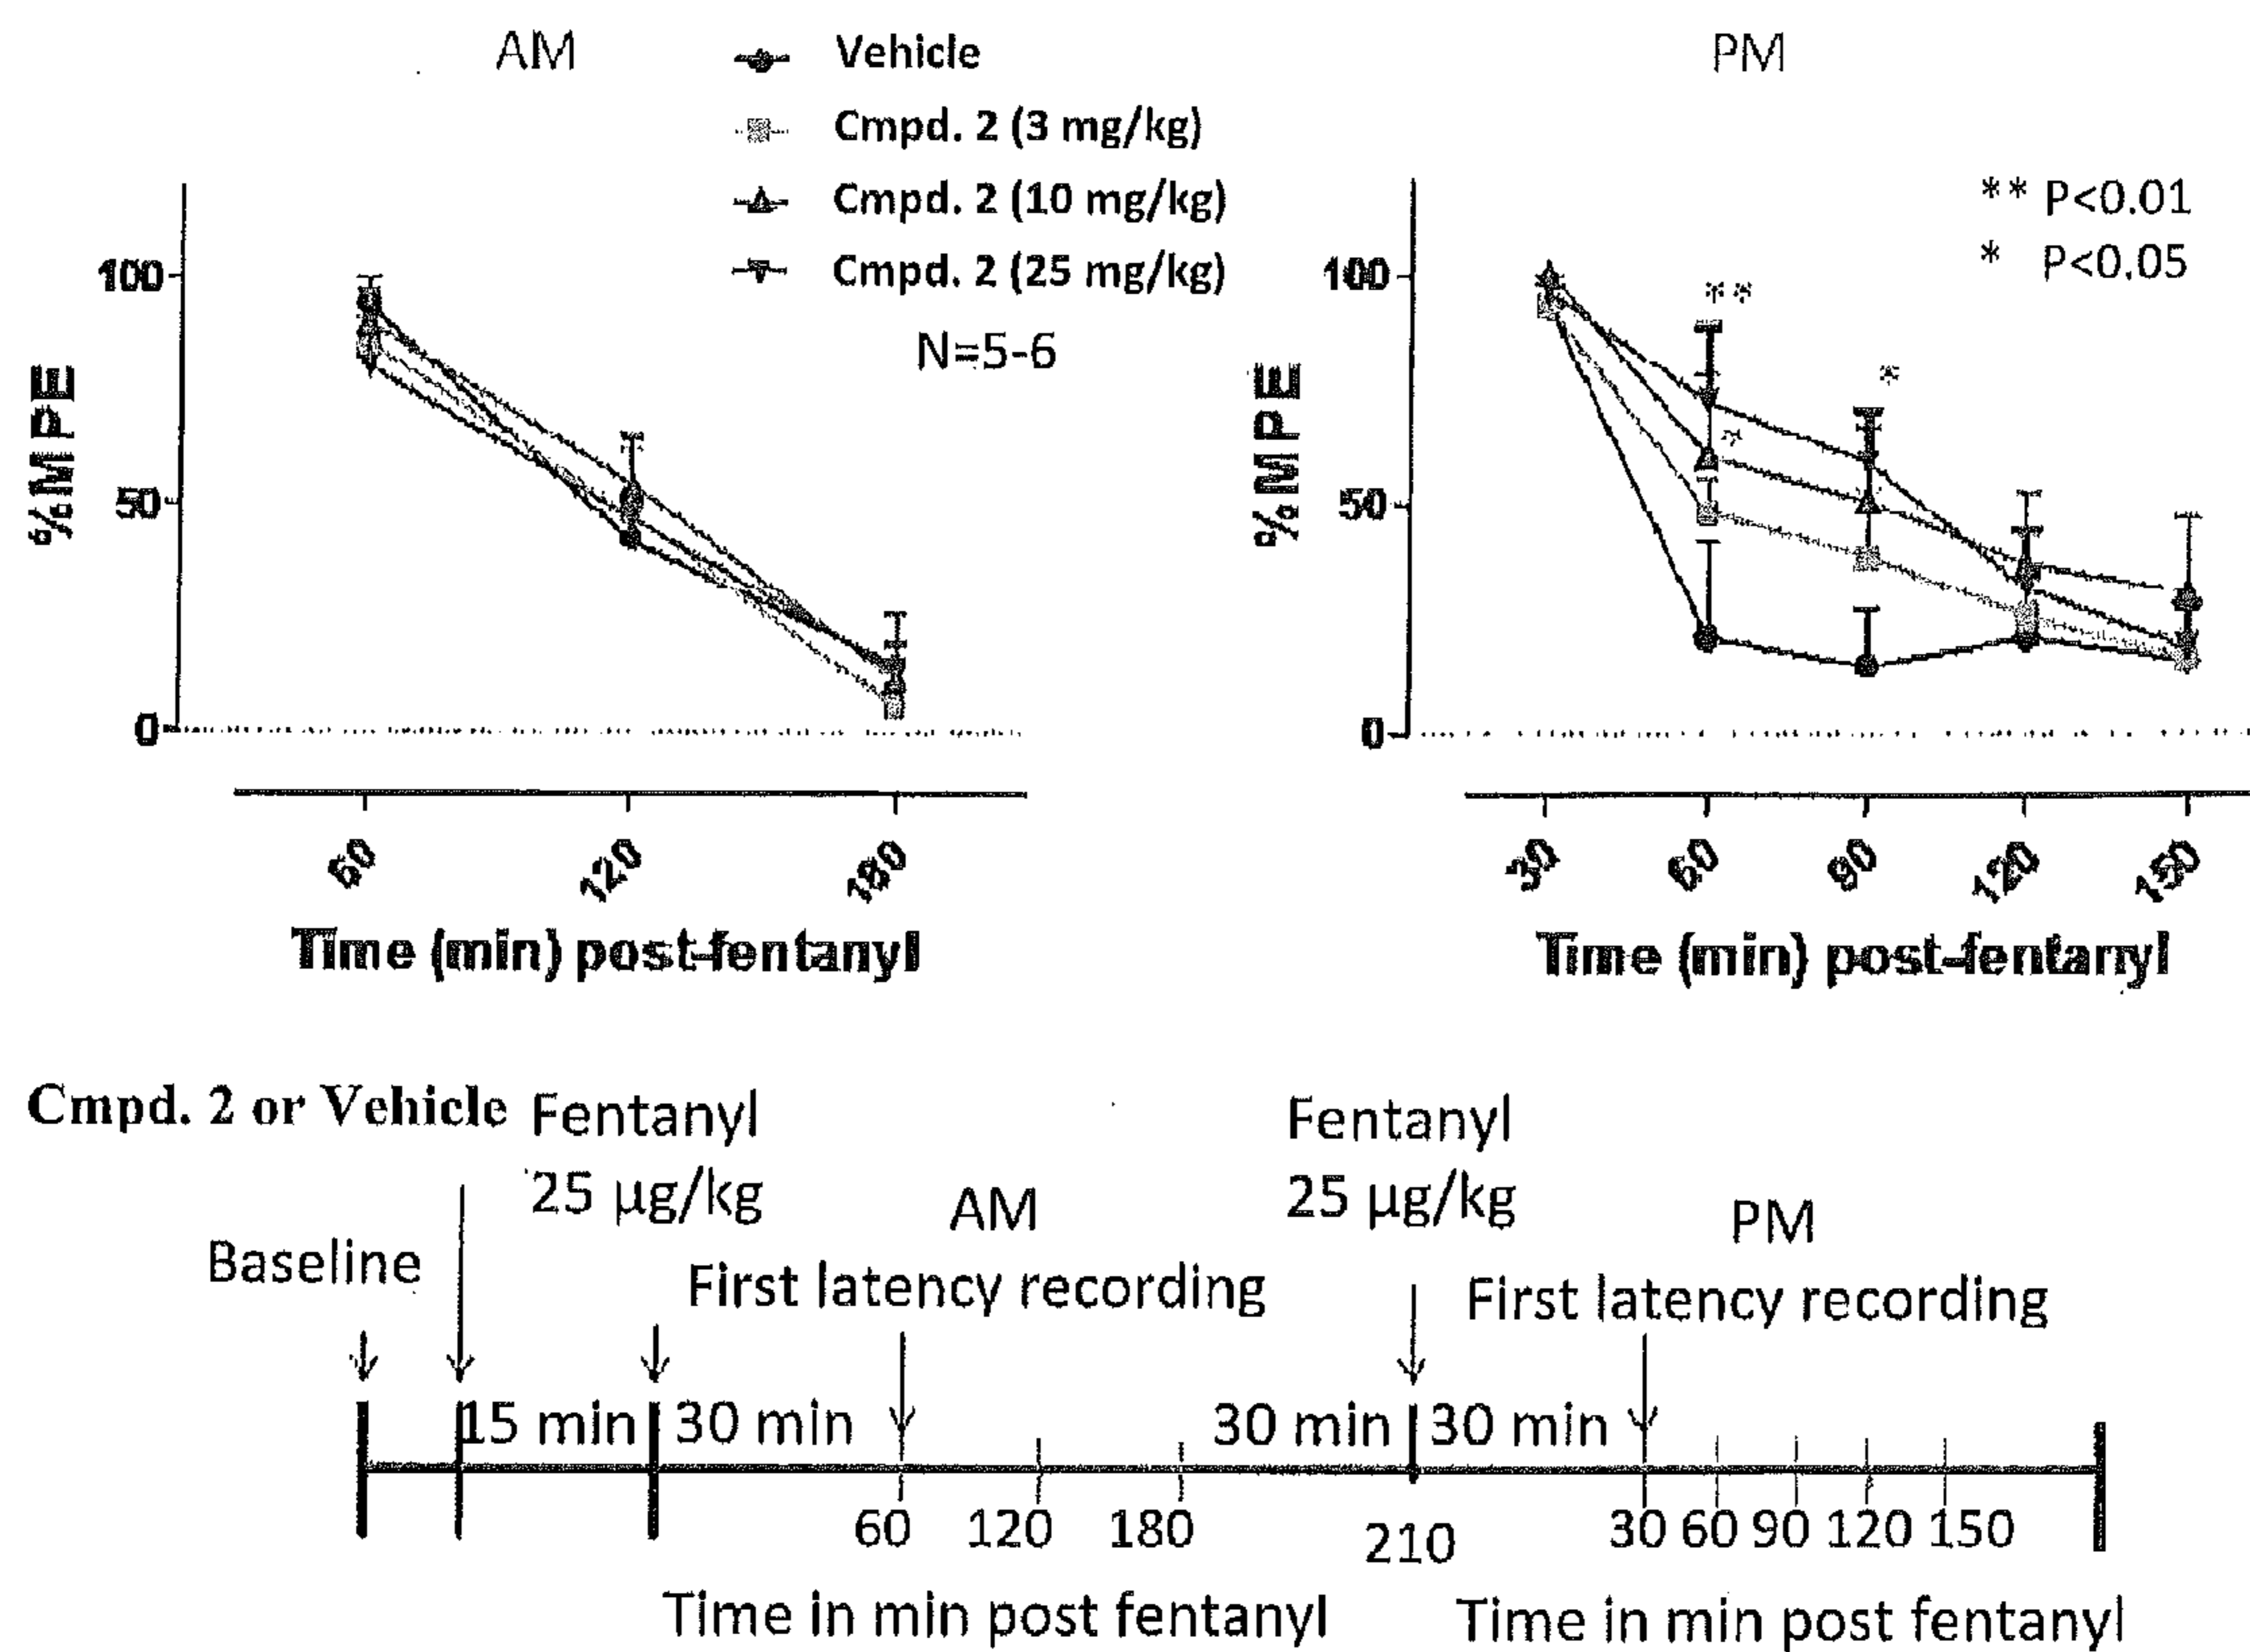 AM
Vehicle
Cmpd. 2 (3 mg/kg)
Cmpd. 2 (10 mg/kg)
Cmpd. 2 (25 mg/kg)
N=5-6
%MPE
100
50
0
60
120
180
Time (min) post-fentanyl
PM
** P<0.01
* P<0.05
%MPE
100
50
0
**
*
*
30
60
90
120
150
Time (min) post-fentanyl
Cmpd. 2 or Vehicle
Fentanyl
25 µg/kg
Fentanyl
25 µg/kg
Baseline
AM
First latency recording
PM
First latency recording
15 min
30 min
30 min
30 min
60 120 180
210
30 60 90 120 150
Time in min post fentanyl
Time in min post fentanyl